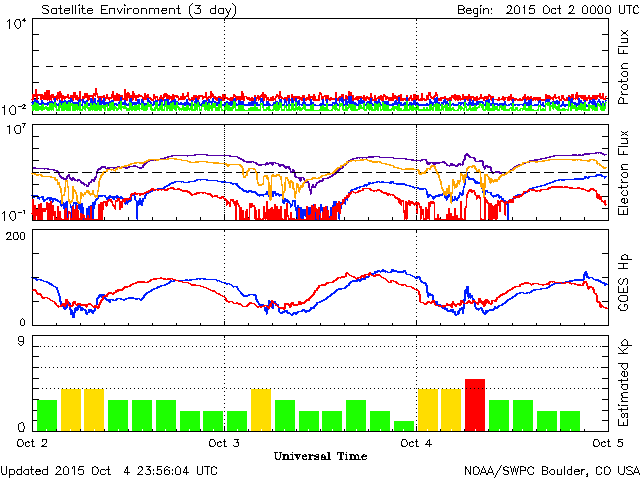 Satellite Environment (3 day)
Begin: 2015 Oct 2 0000 UTC
10⁴
10⁻²
Proton Flux
10⁷
10⁻¹
Electron Flux
200
0
GOES Hp
9
0
Estimated Kp
Oct 2
Oct 3
Oct 4
Oct 5
Universal Time
Updated 2015 Oct 4 23:56:04 UTC
NOAA/SWPC Boulder, CO USA